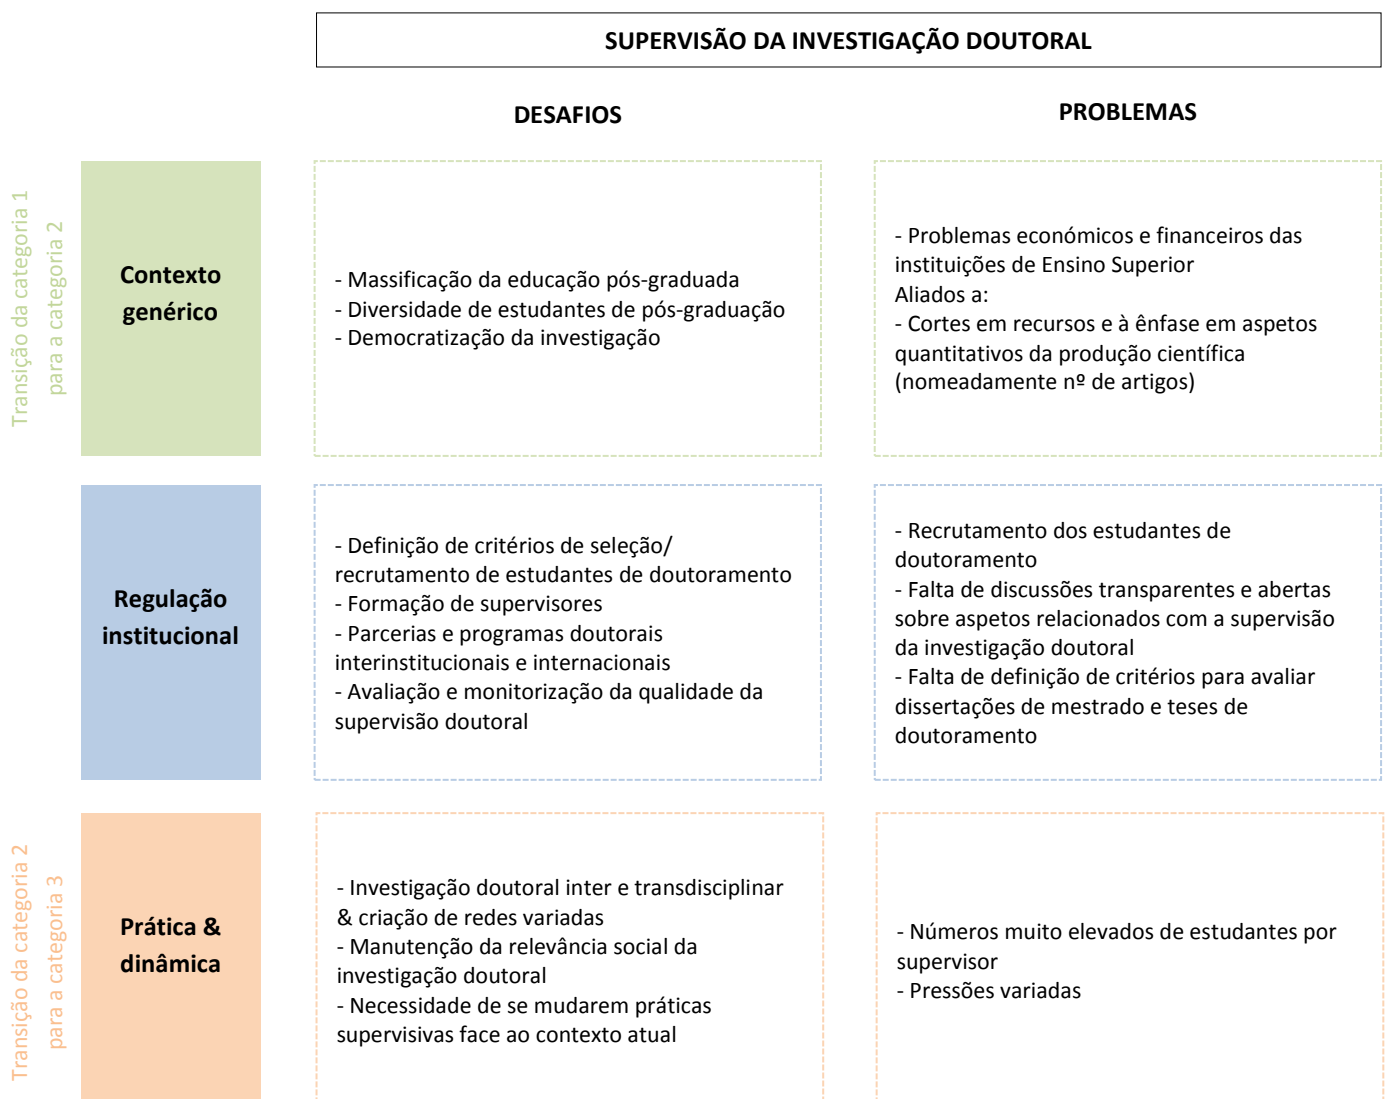 SUPERVISÃO DA INVESTIGAÇÃO DOUTORAL
DESAFIOS
PROBLEMAS
Transição da categoria 1
para a categoria 2
Contexto
genérico
- Massificação da educação pós-graduada
- Diversidade de estudantes de pós-graduação
- Democratização da investigação
- Problemas económicos e financeiros das
instituições de Ensino Superior
Aliados a:
- Cortes em recursos e à ênfase em aspetos
quantitativos da produção científica
(nomeadamente nº de artigos)
Regulação
institucional
- Definição de critérios de seleção/
recrutamento de estudantes de doutoramento
- Formação de supervisores
- Parcerias e programas doutorais
interinstitucionais e internacionais
- Avaliação e monitorização da qualidade da
supervisão doutoral
- Recrutamento dos estudantes de
doutoramento
- Falta de discussões transparentes e abertas
sobre aspetos relacionados com a supervisão
da investigação doutoral
- Falta de definição de critérios para avaliar
dissertações de mestrado e teses de
doutoramento
Transição da categoria 2
para a categoria 3
Prática &
dinâmica
- Investigação doutoral inter e transdisciplinar
& criação de redes variadas
- Manutenção da relevância social da
investigação doutoral
- Necessidade de se mudarem práticas
supervisivas face ao contexto atual
- Números muito elevados de estudantes por
supervisor
- Pressões variadas